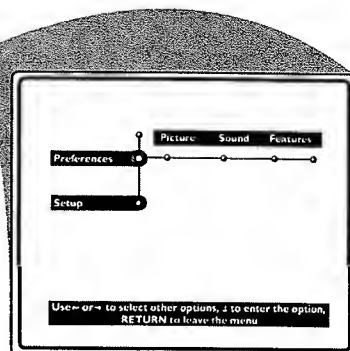 Picture Sound Features
Preferences
Setup
Use ← or → to select other options, ↓ to enter the option,
RETURN to leave the menu